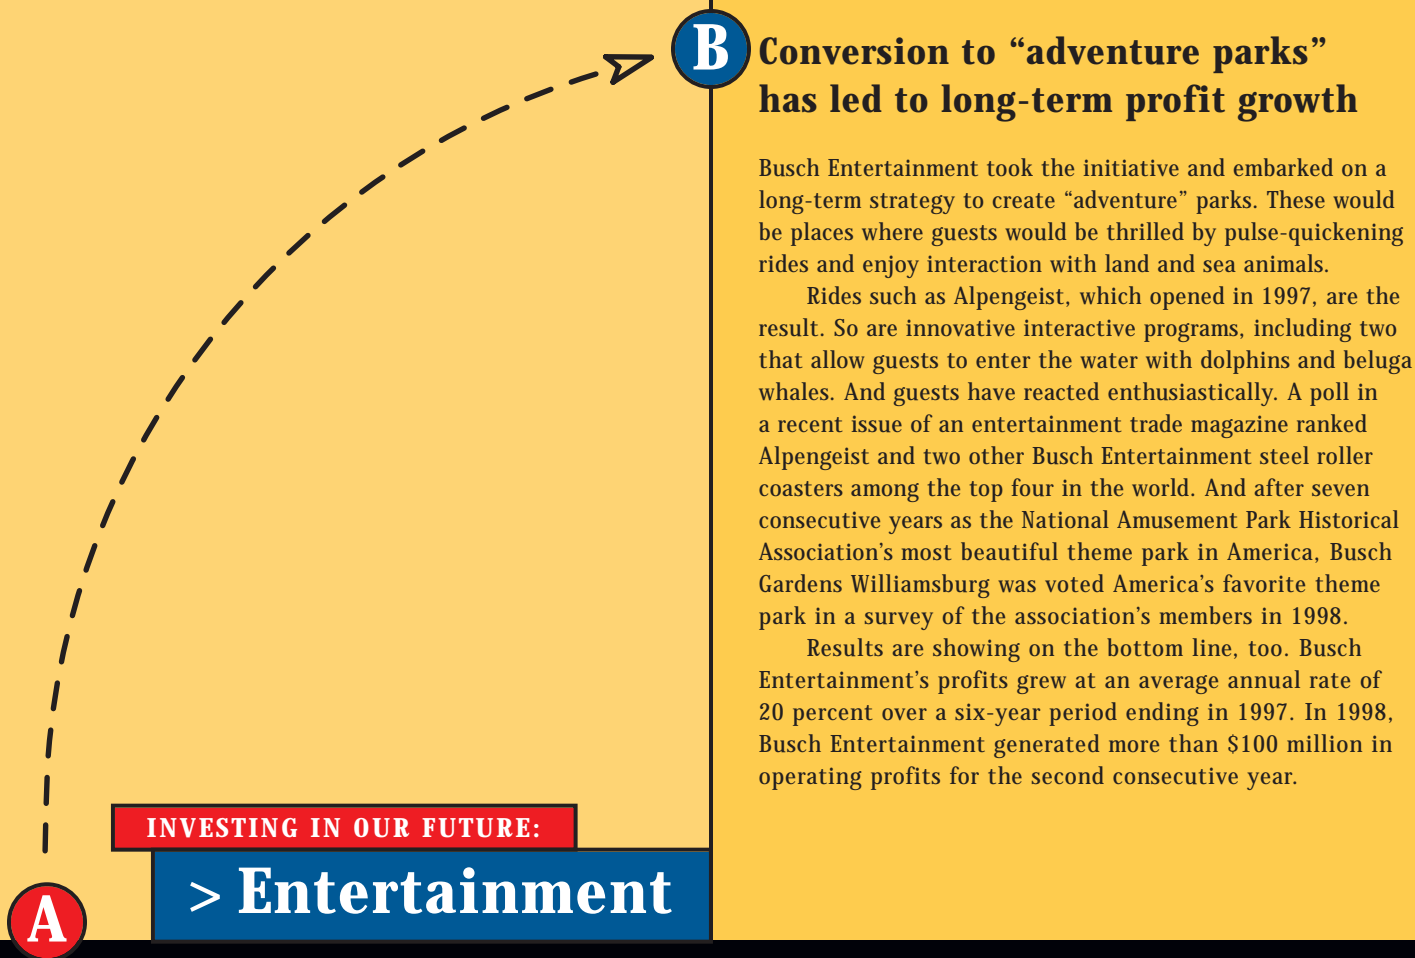 B
Conversion to “adventure parks”
has led to long-term profit growth
Busch Entertainment took the initiative and embarked on a
long-term strategy to create “adventure” parks. These would
be places where guests would be thrilled by pulse-quickening
rides and enjoy interaction with land and sea animals.
Rides such as Alpengeist, which opened in 1997, are the
result. So are innovative interactive programs, including two
that allow guests to enter the water with dolphins and beluga
whales. And guests have reacted enthusiastically. A poll in
a recent issue of an entertainment trade magazine ranked
Alpengeist and two other Busch Entertainment steel roller
coasters among the top four in the world. And after seven
consecutive years as the National Amusement Park Historical
Association’s most beautiful theme park in America, Busch
Gardens Williamsburg was voted America’s favorite theme
park in a survey of the association’s members in 1998.
Results are showing on the bottom line, too. Busch
Entertainment’s profits grew at an average annual rate of
20 percent over a six-year period ending in 1997. In 1998,
Busch Entertainment generated more than $100 million in
operating profits for the second consecutive year.
INVESTING IN OUR FUTURE:
> Entertainment
A